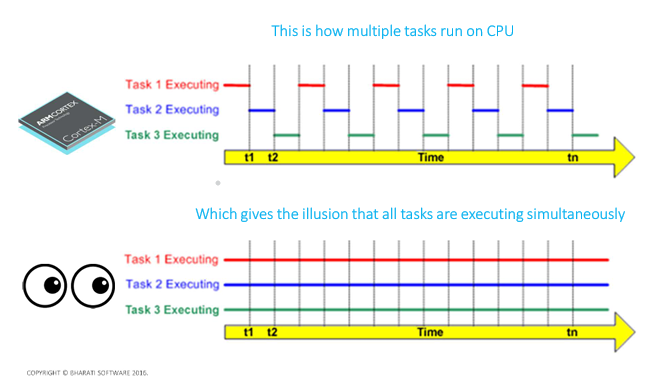 This is how multiple tasks run on CPU
Task 1 Executing
Task 2 Executing
Task 3 Executing
ARMCORTEX
Cortex-M
t1 t2 Time tn
Which gives the illusion that all tasks are executing simultaneously
Task 1 Executing
Task 2 Executing
Task 3 Executing
t1 t2 Time tn
COPYRIGHT © BHARATI SOFTWARE 2016.